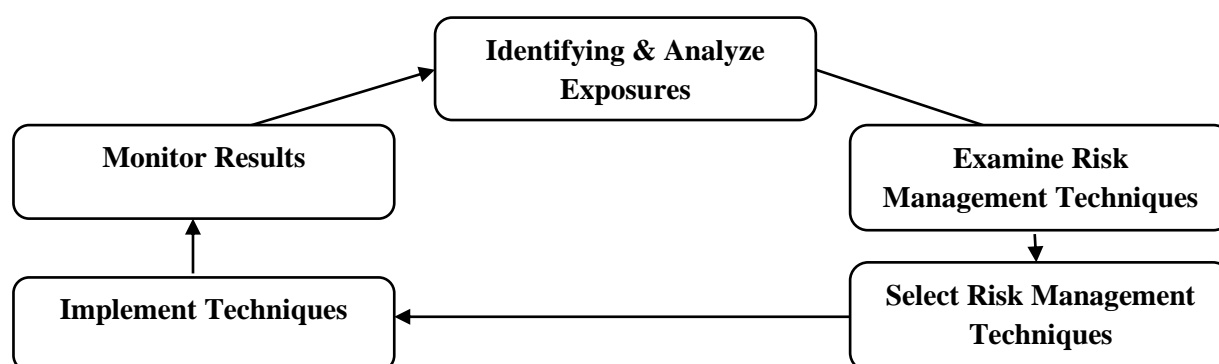 Identifying & Analyze
Exposures
Monitor Results
Examine Risk
Management Techniques
Implement Techniques
Select Risk Management
Techniques